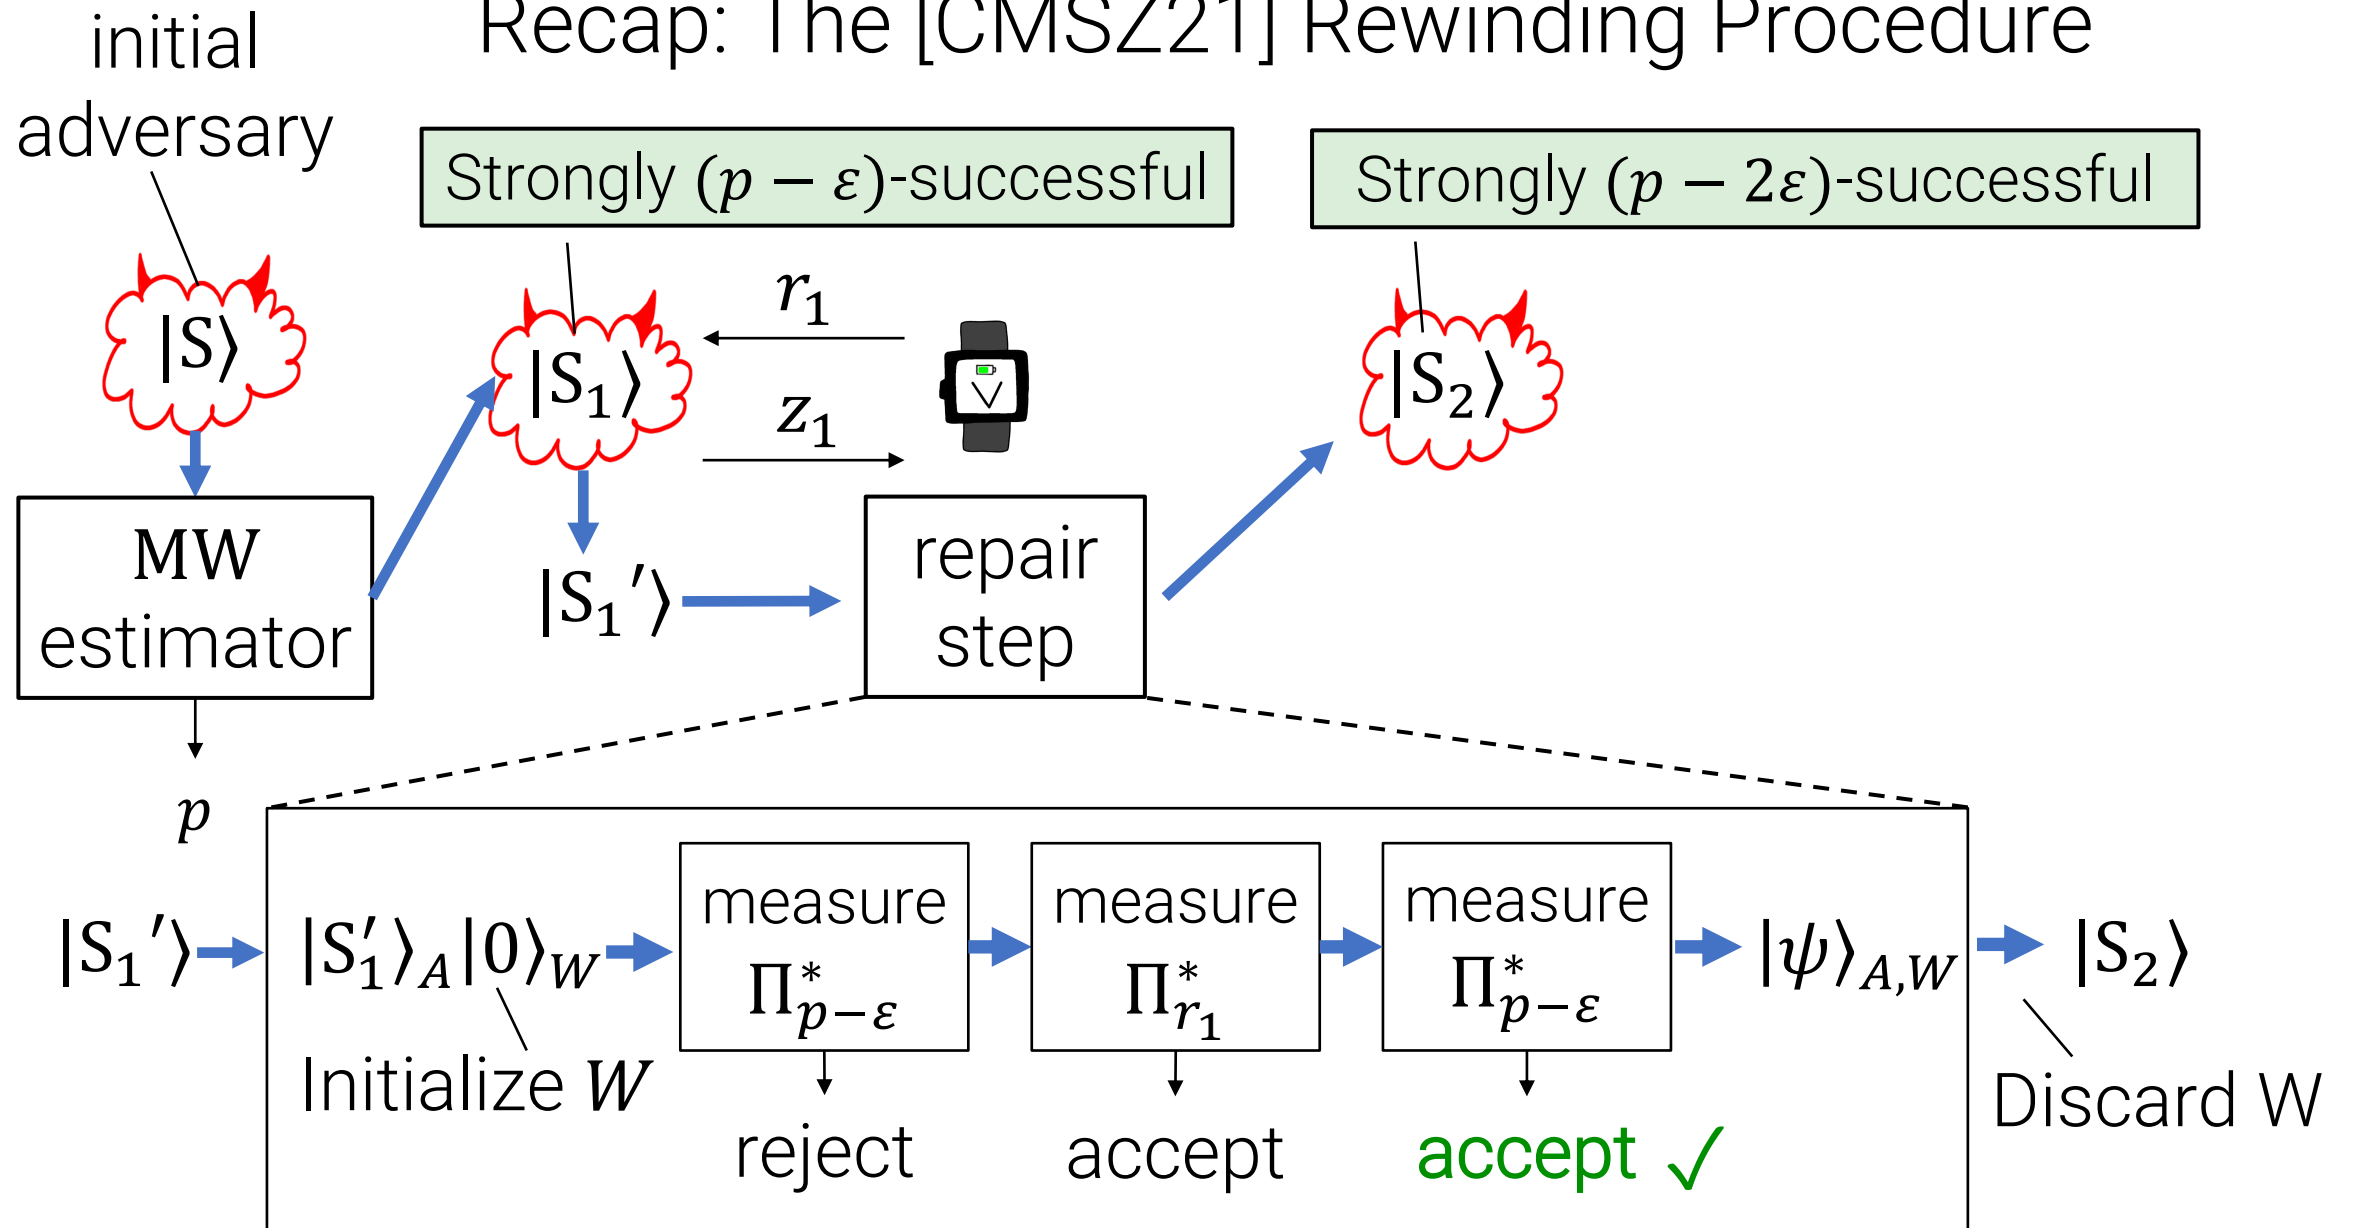 Recap: The [CMSZ21] Rewinding Procedure
initial
adversary
Strongly (p − ε)-successful
Strongly (p − 2ε)-successful
|S⟩
|S₁⟩
r₁
z₁
V
|S₂⟩
MW
estimator
|S₁′⟩
repair
step
p
|S₁′⟩
|S₁′⟩_A|0⟩_W
measure
Π*_{p−ε}
measure
Π*_{r₁}
measure
Π*_{p−ε}
|ψ⟩_{A,W}
|S₂⟩
Initialize W
Discard W
reject
accept
accept ✓